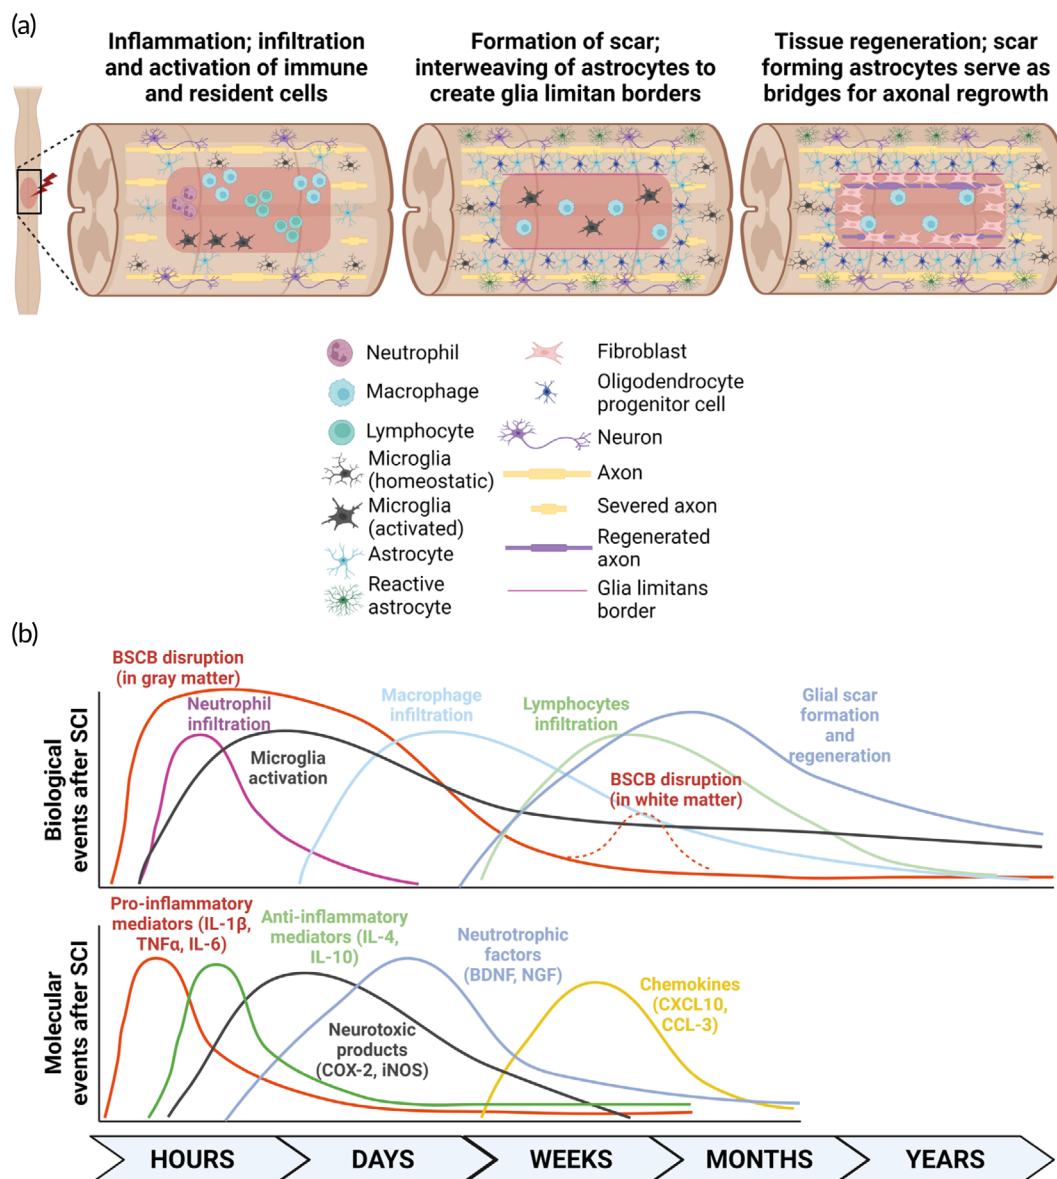 (a)
Inflammation; infiltration
and activation of immune
and resident cells
Formation of scar;
interweaving of astrocytes to
create glia limitan borders
Tissue regeneration; scar
forming astrocytes serve as
bridges for axonal regrowth
Neutrophil
Macrophage
Lymphocyte
Microglia
(homeostatic)
Microglia
(activated)
Astrocyte
Reactive
astrocyte
Fibroblast
Oligodendrocyte
progenitor cell
Neuron
Axon
Severed axon
Regenerated
axon
Glia limitans
border
(b)
Biological
events after SCI
BSCB disruption
(in gray matter)
Neutrophil
infiltration
Microglia
activation
Macrophage
infiltration
Lymphocytes
infiltration
BSCB disruption
(in white matter)
Glial scar
formation
and
regeneration
Molecular
events after SCI
Pro-inflammatory
mediators (IL-1β,
TNFα, IL-6)
Anti-inflammatory
mediators (IL-4,
IL-10)
Neurotoxic
products
(COX-2, iNOS)
Neutrotrophic
factors
(BDNF, NGF)
Chemokines
(CXCL10,
CCL-3)
HOURS
DAYS
WEEKS
MONTHS
YEARS